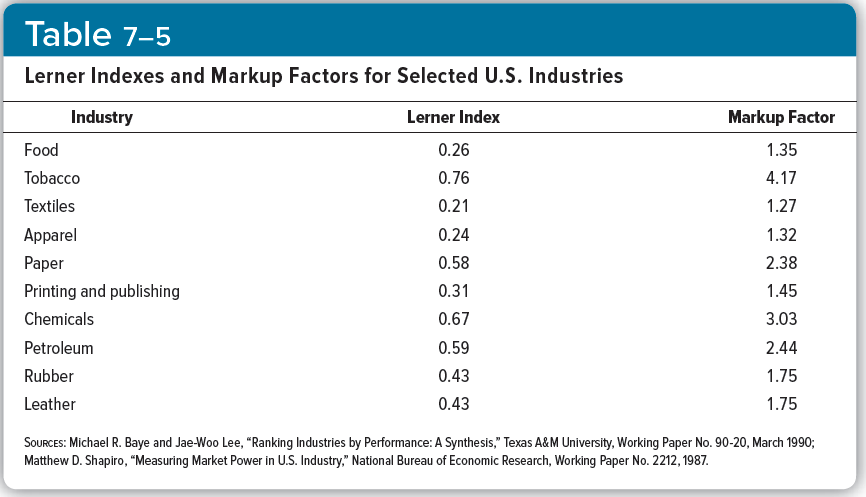 Table 7–5
Lerner Indexes and Markup Factors for Selected U.S. Industries
Industry Lerner Index Markup Factor
Food 0.26 1.35
Tobacco 0.76 4.17
Textiles 0.21 1.27
Apparel 0.24 1.32
Paper 0.58 2.38
Printing and publishing 0.31 1.45
Chemicals 0.67 3.03
Petroleum 0.59 2.44
Rubber 0.43 1.75
Leather 0.43 1.75
Sources: Michael R. Baye and Jae-Woo Lee, “Ranking Industries by Performance: A Synthesis,” Texas A&M University, Working Paper No. 90-20, March 1990;
Matthew D. Shapiro, “Measuring Market Power in U.S. Industry,” National Bureau of Economic Research, Working Paper No. 2212, 1987.